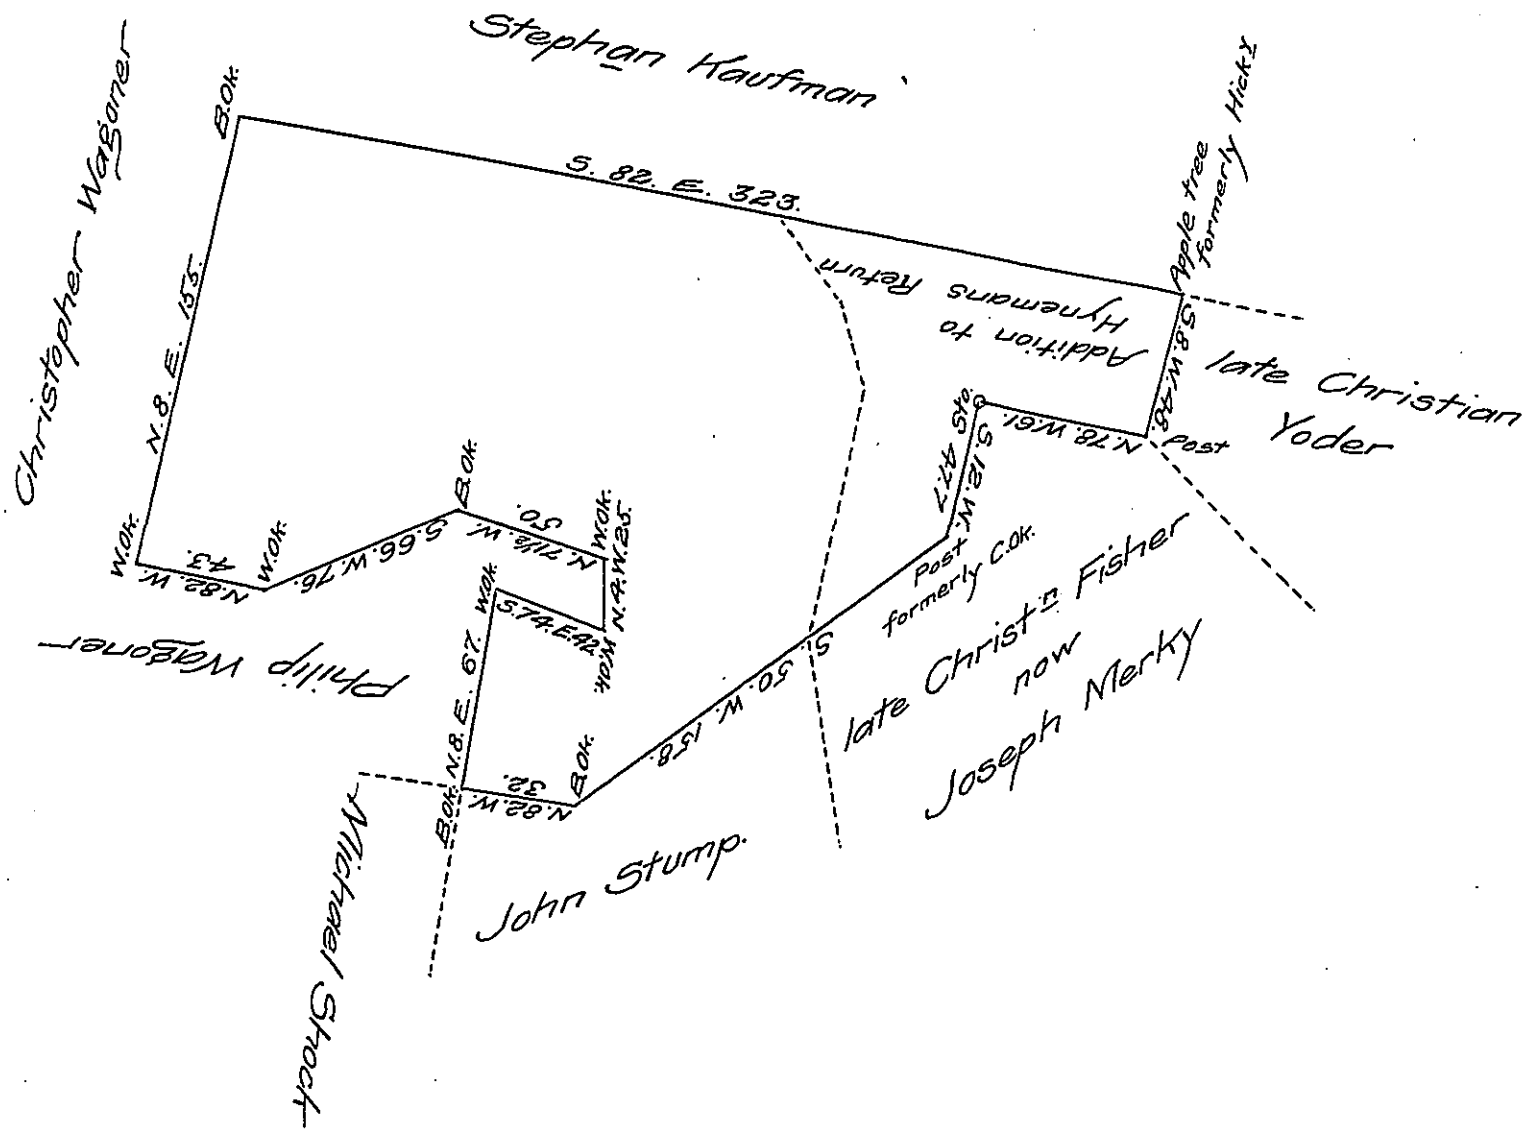 Stephan Kaufman
Christopher Wagoner
B.Ok.
S. 82. E. 323.
Apple tree
formerly Hicky
N. 8. E. 155.
Addition to
Hynemans Return
S. 8. W. 48.
late Christian
Yoder
Post
N. 78. W. 61.
Sto.
S. 12. W.
47.7
Post
formerly C.Ok.
late Christn Fisher
now
Joseph Merky
S. 50. W. 158.
B.Ok.
N. 82. W.
32.
B.Ok.
N. 8. E. 67.
W.Ok.
S. 74. E. 42.
W.Ok.
N. 4. W. 25.
W.Ok.
N. 71½ W.
50.
B.Ok.
S. 66. W. 76.
W.Ok.
N. 82. W.
43.
W.Ok.
Philip Wagoner
Michael Shock
John Stump.